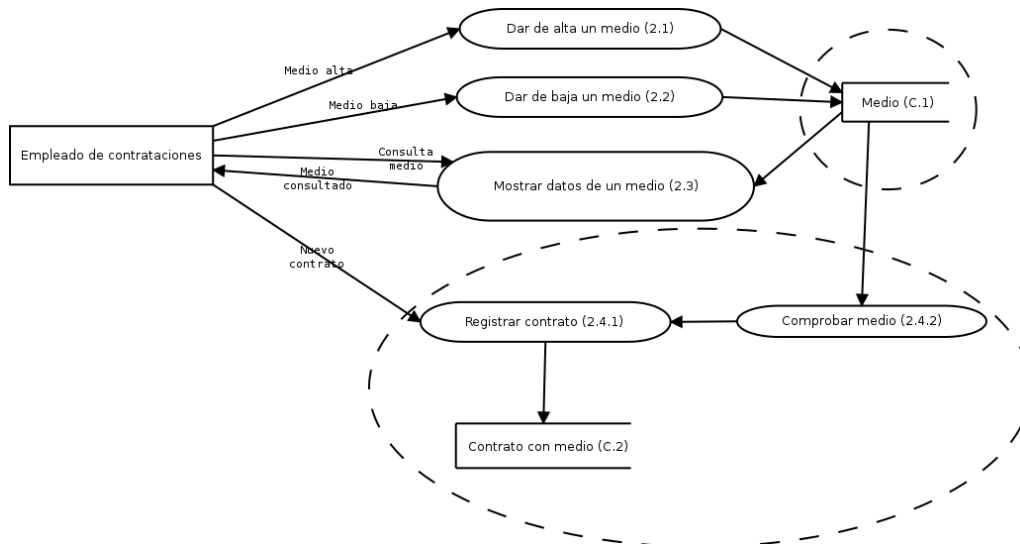 Dar de alta un medio (2.1)
Medio alta
Dar de baja un medio (2.2)
Medio baja
Medio (C.1)
Empleado de contrataciones
Consulta
medio
Medio
consultado
Mostrar datos de un medio (2.3)
Nuevo
contrato
Registrar contrato (2.4.1)
Comprobar medio (2.4.2)
Contrato con medio (C.2)